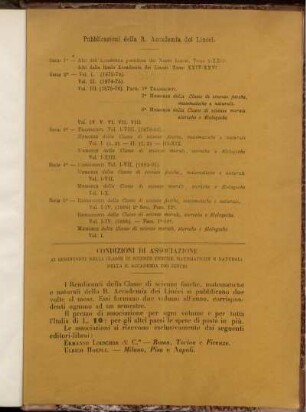 Pubblicazioni della R. Accademia dei Lincei.
Serie 1ª — Atti dell'Accademia pontificia dei Nuovi Lincei. Tomo I-XXIII.
Atti della Reale Accademia dei Lincei. Tomo XXIV-XXVI.
Serie 2ª — Vol. I. (1873-74).
Vol. II. (1874-75).
Vol. III. (1875-76). Parte 1ª TRANSUNTI.
2ª MEMORIE della Classe di scienze fisiche,
matematiche e naturali.
3ª MEMORIE della Classe di scienze morali,
storiche e filologiche.
Vol. IV. V. VI. VII. VIII.
Serie 3ª — TRANSUNTI. Vol. I-VIII.
MEMORIE della Classe di scienze fisiche, matematiche e naturali.
MEMORIE della Classe di scienze morali, storiche e filologiche.
Vol. I-XIII.
Serie 4ª — RENDICONTI. Vol. I-VII.
MEMORIE della Classe di scienze fisiche, matematiche e naturali.
Vol. I-VII.
MEMORIE della Classe di scienze morali, storiche e filologiche.
Vol. I-X.
Serie 5ª — RENDICONTI della Classe di scienze fisiche, matematiche e naturali.
RENDICONTI della Classe di scienze morali, storiche e filologiche.
MEMORIE della Classe di scienze fisiche, matematiche e naturali.
MEMORIE della Classe di scienze morali, storiche e filologiche.
Vol. I.
CONDIZIONI DI ASSOCIAZIONE
AI RENDICONTI DELLA CLASSE DI SCIENZE FISICHE, MATEMATICHE E NATURALI
DELLA R. ACCADEMIA DEI LINCEI
I Rendiconti della Classe di scienze fisiche, matematiche
e naturali della R. Accademia dei Lincei si pubblicano due
volte al mese. Essi formano due volumi all'anno, corrispondenti
ognuno ad un semestre.
Il prezzo di associazione per ogni volume e per tutta
l'Italia di L. 10; per gli altri paesi le spese di posta in più.
Le associazioni si ricevono esclusivamente dai seguenti
editori-librai:
ERMANNO LOESCHER & C.º — Roma, Torino e Firenze.
ULRICO HOEPLI. — Milano, Pisa e Napoli.